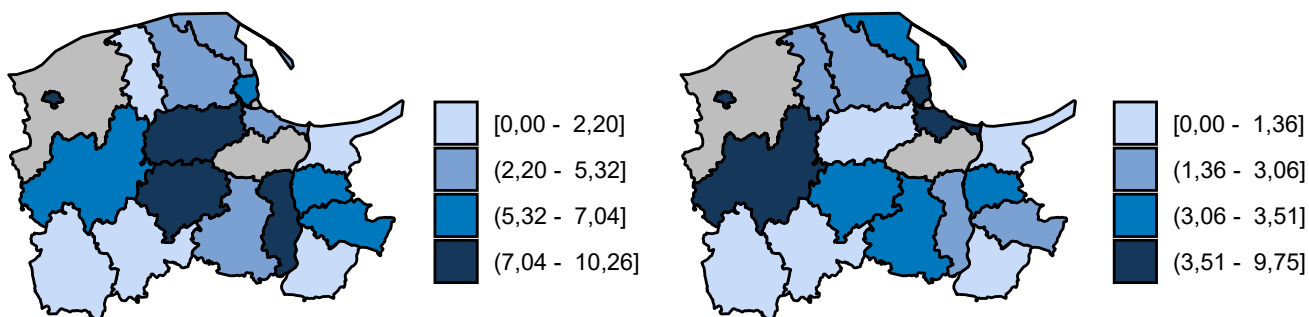 [0,00 - 2,20]
(2,20 - 5,32]
(5,32 - 7,04]
(7,04 - 10,26]
[0,00 - 1,36]
(1,36 - 3,06]
(3,06 - 3,51]
(3,51 - 9,75]